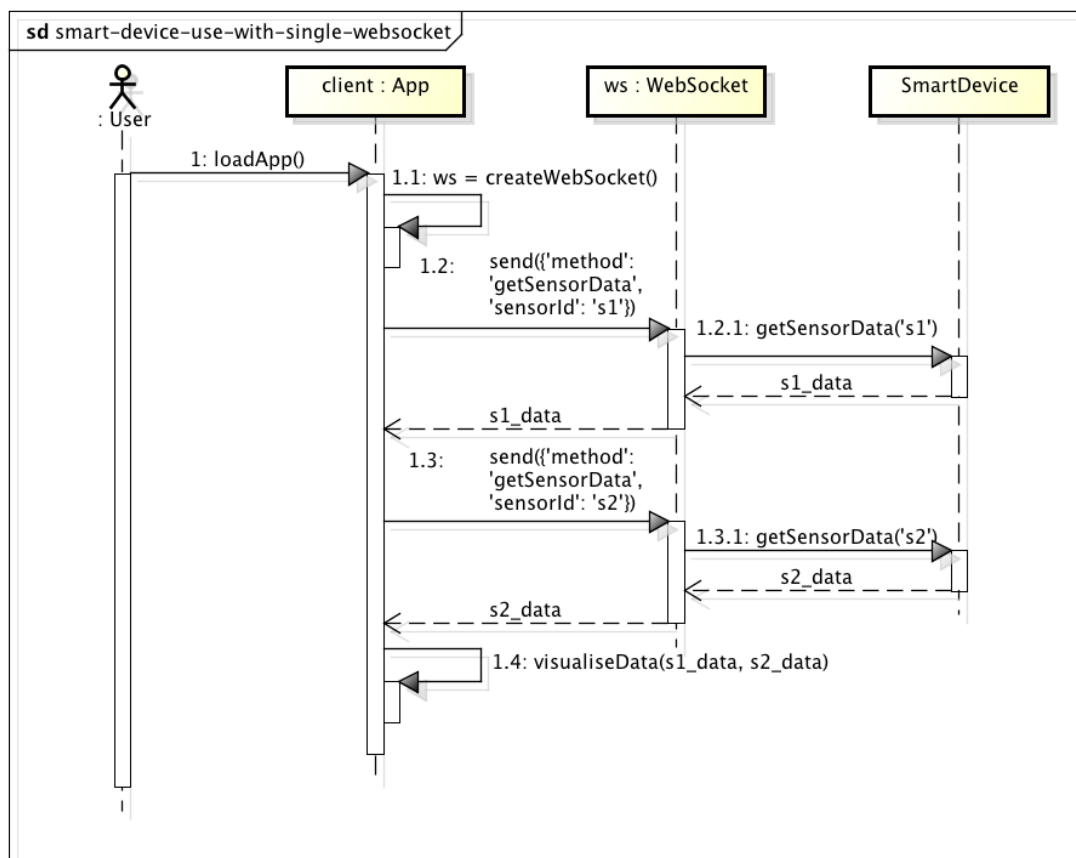 sd smart-device-use-with-single-websocket
client : App
ws : WebSocket
SmartDevice
: User
1: loadApp()
1.1: ws = createWebSocket()
1.2:
send({'method':
'getSensorData',
'sensorId': 's1'})
1.2.1: getSensorData('s1')
s1_data
s1_data
1.3:
send({'method':
'getSensorData',
'sensorId': 's2'})
1.3.1: getSensorData('s2')
s2_data
s2_data
1.4: visualiseData(s1_data, s2_data)